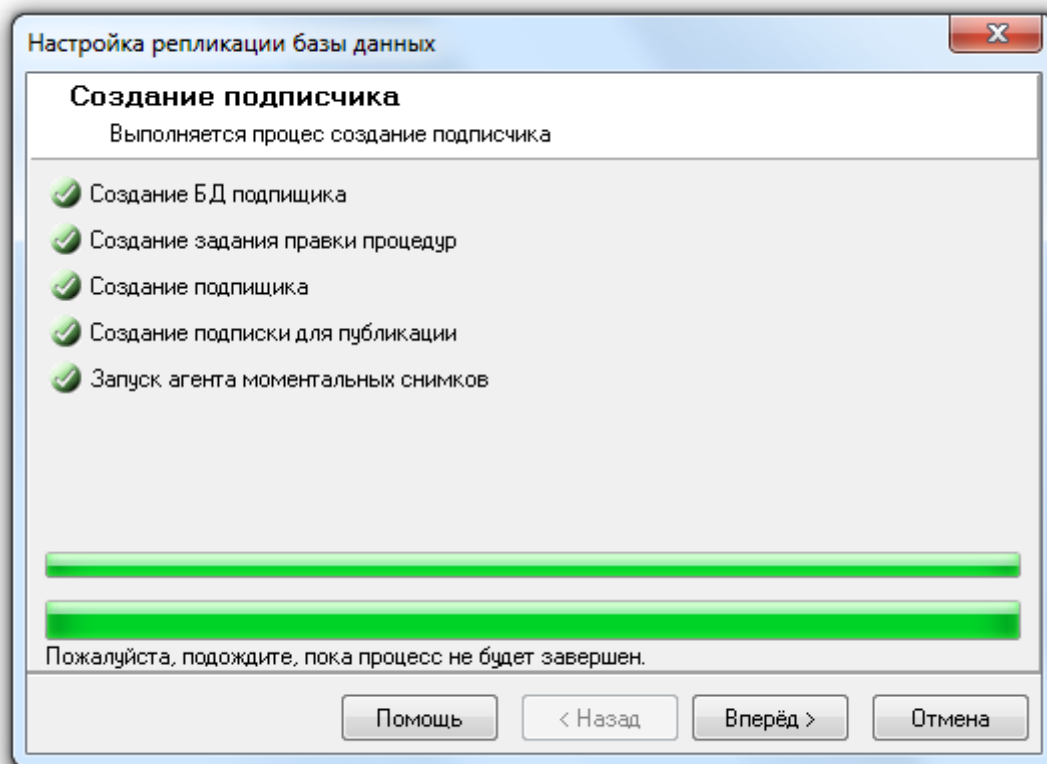 Настройка репликации базы данных
Создание подписчика
Выполняется процес создание подписчика
Создание БД подпищика
Создание задания правки процедур
Создание подпищика
Создание подписки для публикации
Запуск агента моментальных снимков
Пожалуйста, подождите, пока процесс не будет завершен.
Помощь < Назад Вперёд > Отмена